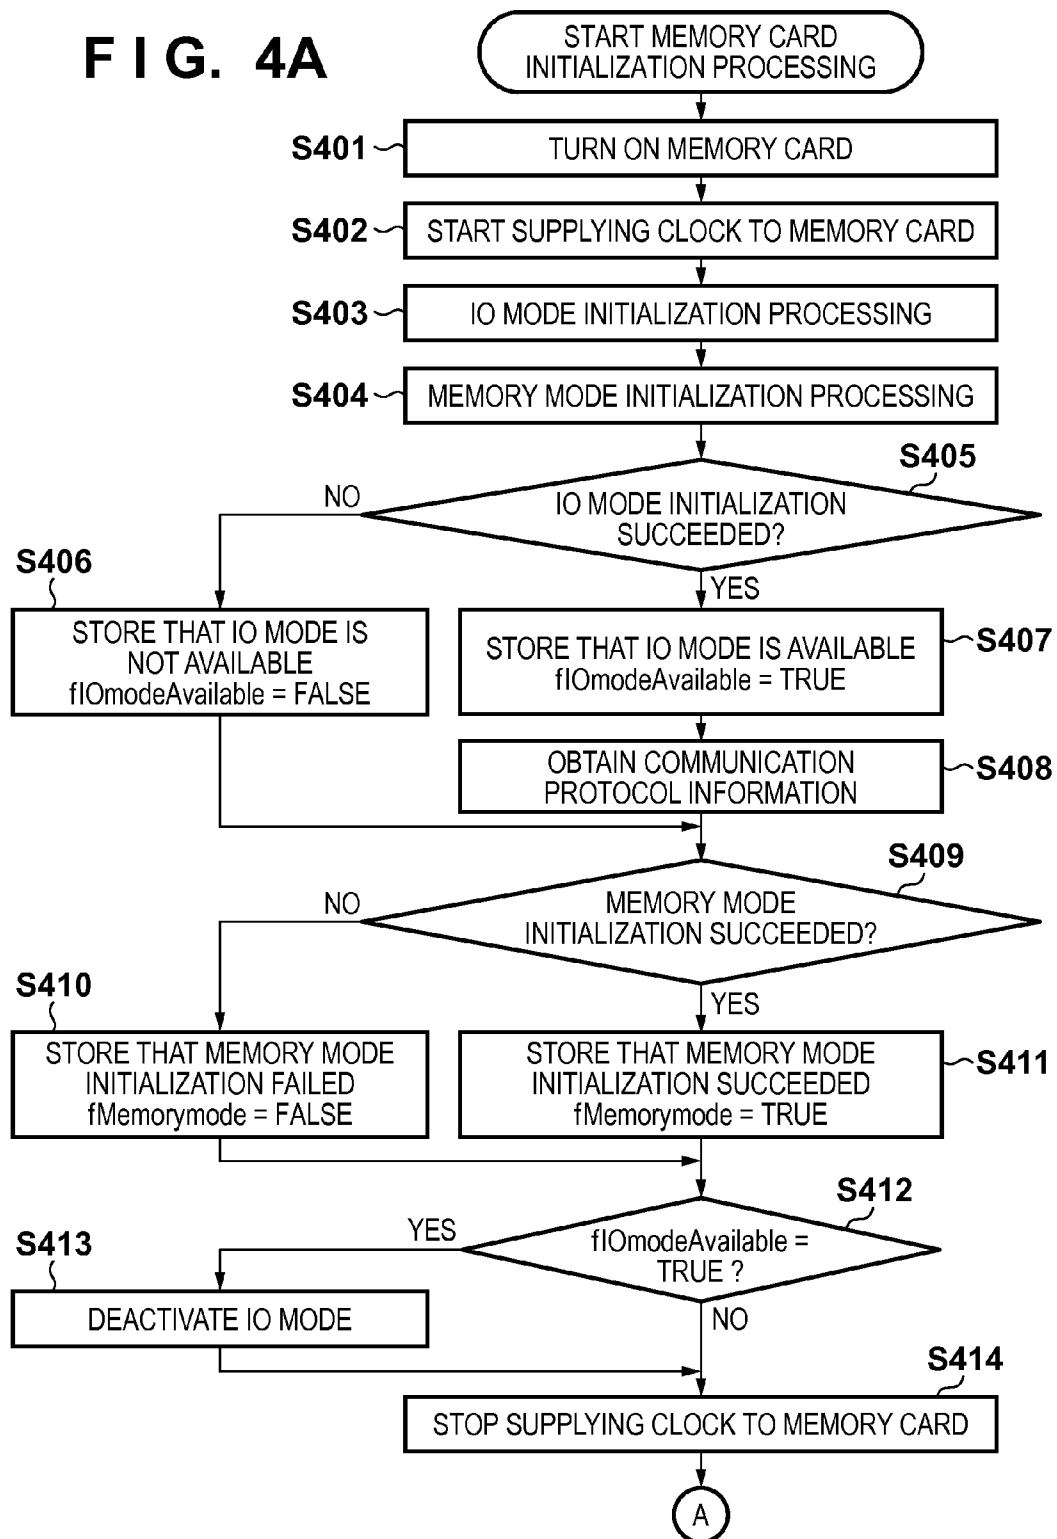 FIG. 4A
START MEMORY CARD
INITIALIZATION PROCESSING
S401
TURN ON MEMORY CARD
S402
START SUPPLYING CLOCK TO MEMORY CARD
S403
IO MODE INITIALIZATION PROCESSING
S404
MEMORY MODE INITIALIZATION PROCESSING
S405
NO
IO MODE INITIALIZATION
SUCCEEDED?
YES
S406
STORE THAT IO MODE IS
NOT AVAILABLE
fIOmodeAvailable = FALSE
STORE THAT IO MODE IS AVAILABLE
fIOmodeAvailable = TRUE
S407
OBTAIN COMMUNICATION
PROTOCOL INFORMATION
S408
S409
NO
MEMORY MODE
INITIALIZATION SUCCEEDED?
YES
S410
STORE THAT MEMORY MODE
INITIALIZATION FAILED
fMemorymode = FALSE
STORE THAT MEMORY MODE
INITIALIZATION SUCCEEDED
fMemorymode = TRUE
S411
S412
YES
fIOmodeAvailable =
TRUE ?
NO
S413
DEACTIVATE IO MODE
S414
STOP SUPPLYING CLOCK TO MEMORY CARD
A